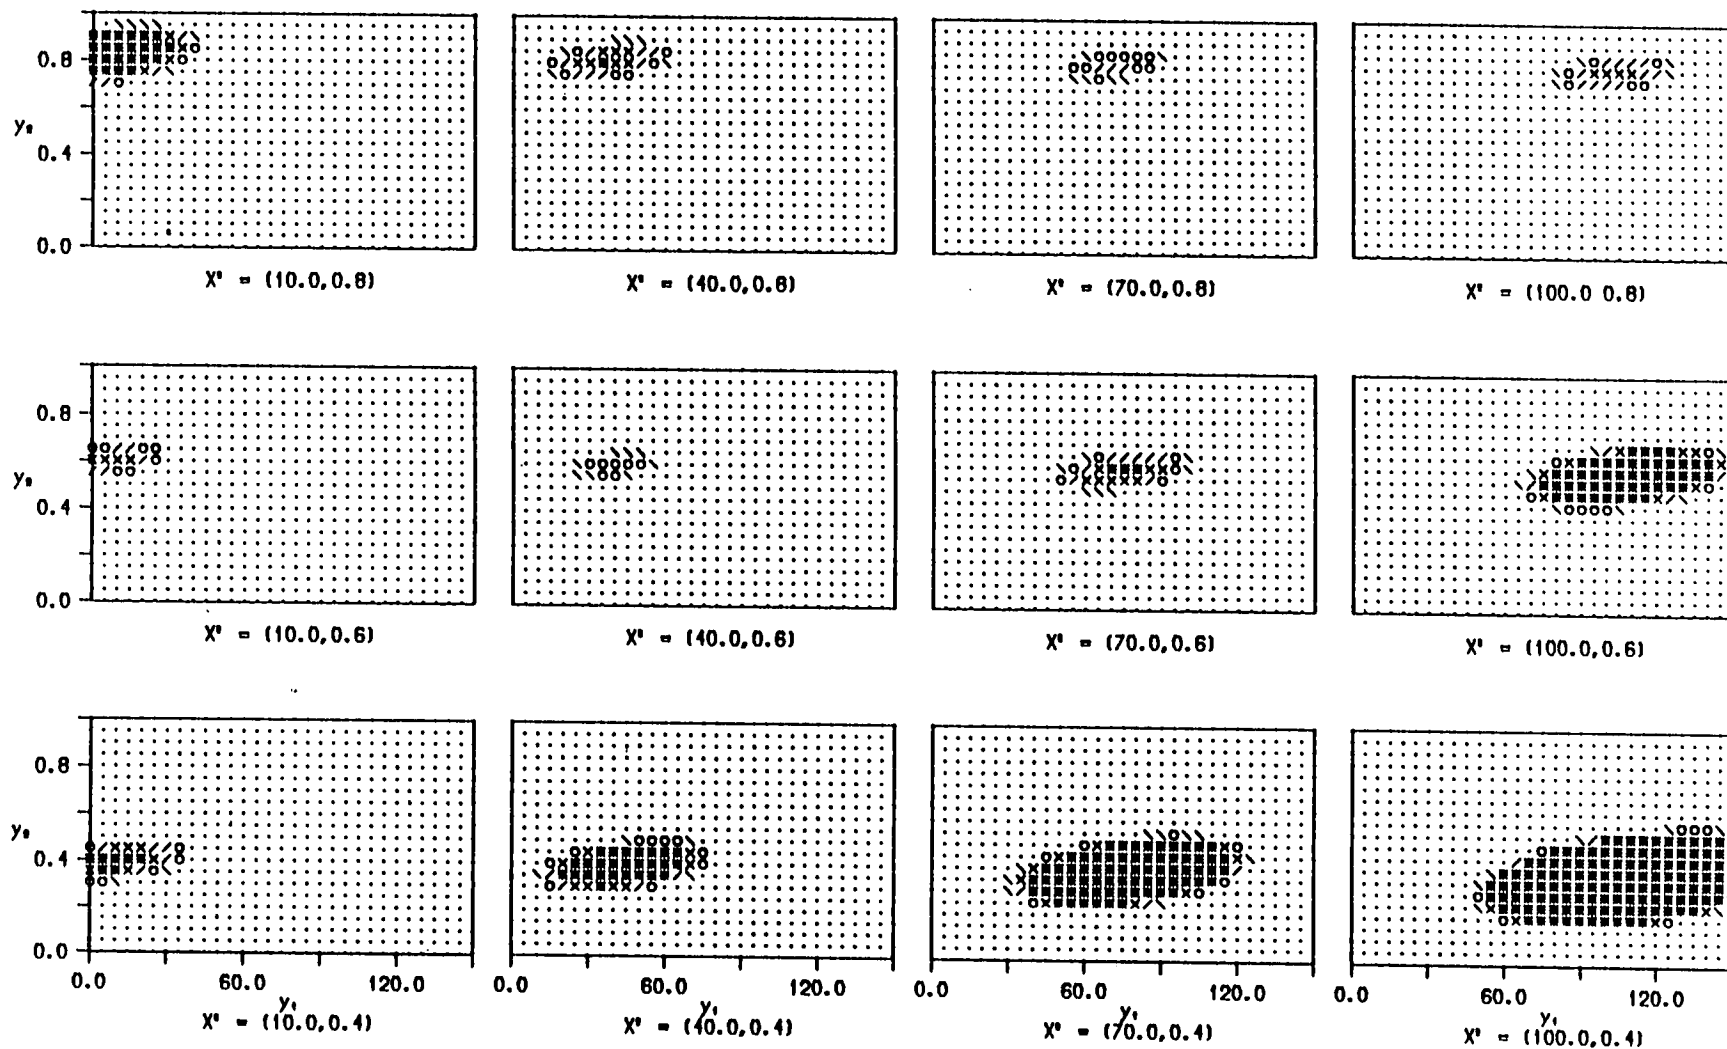 0.8
y₂
0.4
0.0
X' = (10.0,0.8)
X' = (40.0,0.8)
X' = (70.0,0.8)
X' = (100.0 0.8)
0.8
y₂
0.4
0.0
X' = (10.0,0.6)
X' = (40.0,0.6)
X' = (70.0,0.6)
X' = (100.0,0.6)
0.8
y₂
0.4
0.0
0.0 60.0 120.0
0.0 60.0 120.0
0.0 60.0 120.0
0.0 60.0 120.0
y₁
y₁
y₁
y₁
X' = (10.0,0.4)
X' = (40.0,0.4)
X' = (70.0,0.4)
X' = (100.0,0.4)